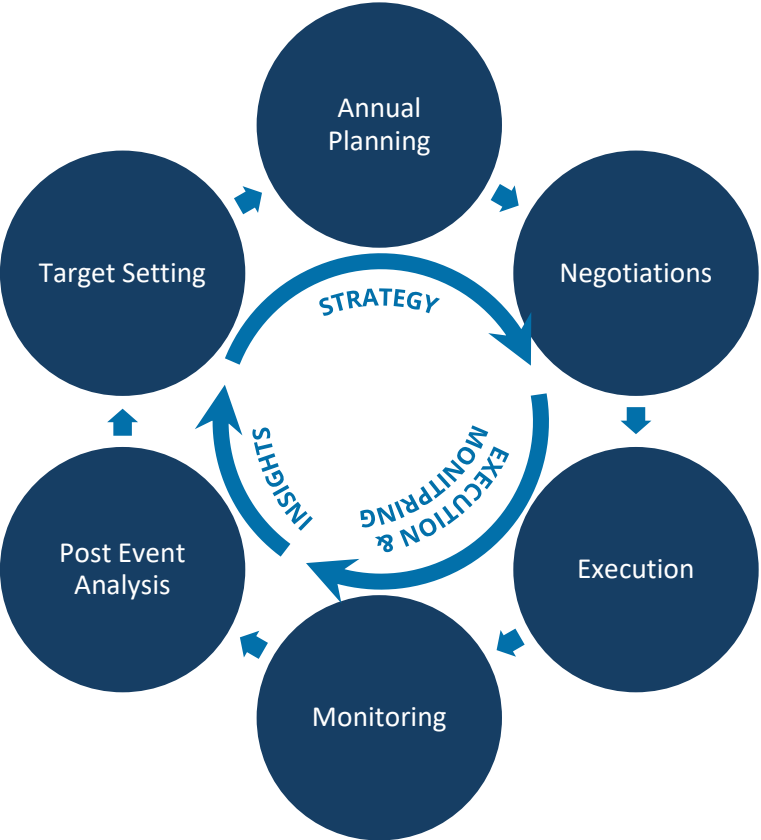 Annual
Planning
Target Setting
Negotiations
STRATEGY
INSIGHTS
EXECUTION &
MONITPRING
Post Event
Analysis
Execution
Monitoring